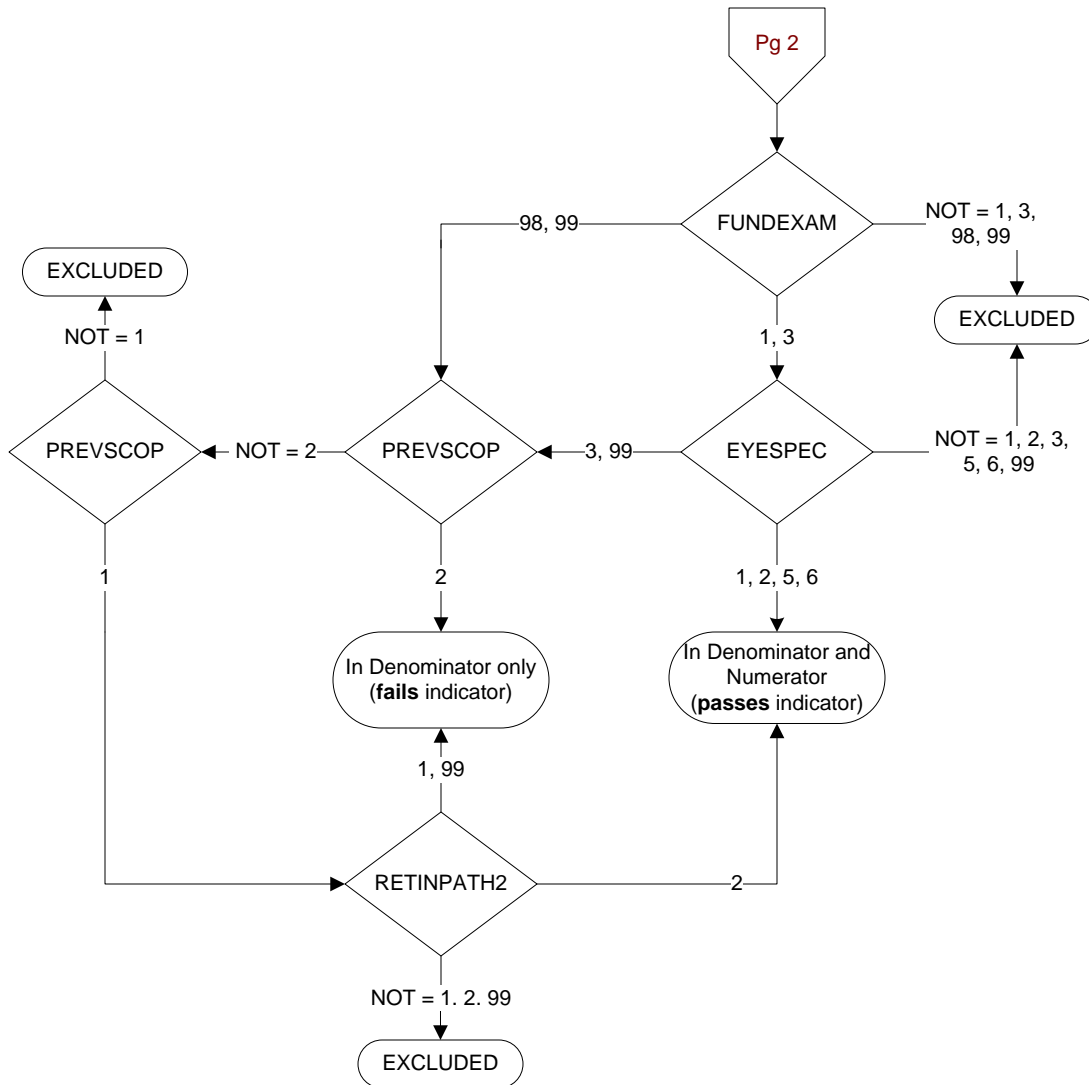 Pg 2
FUNDEXAM
98, 99
NOT = 1, 3,
98, 99
EXCLUDED
EXCLUDED
NOT = 1
1, 3
PREVSCOP
NOT = 2
PREVSCOP
3, 99
EYESPEC
NOT = 1, 2, 3,
5, 6, 99
1
2
1, 2, 5, 6
In Denominator only
(fails indicator)
In Denominator and
Numerator
(passes indicator)
1, 99
RETINPATH2
2
NOT = 1. 2. 99
EXCLUDED